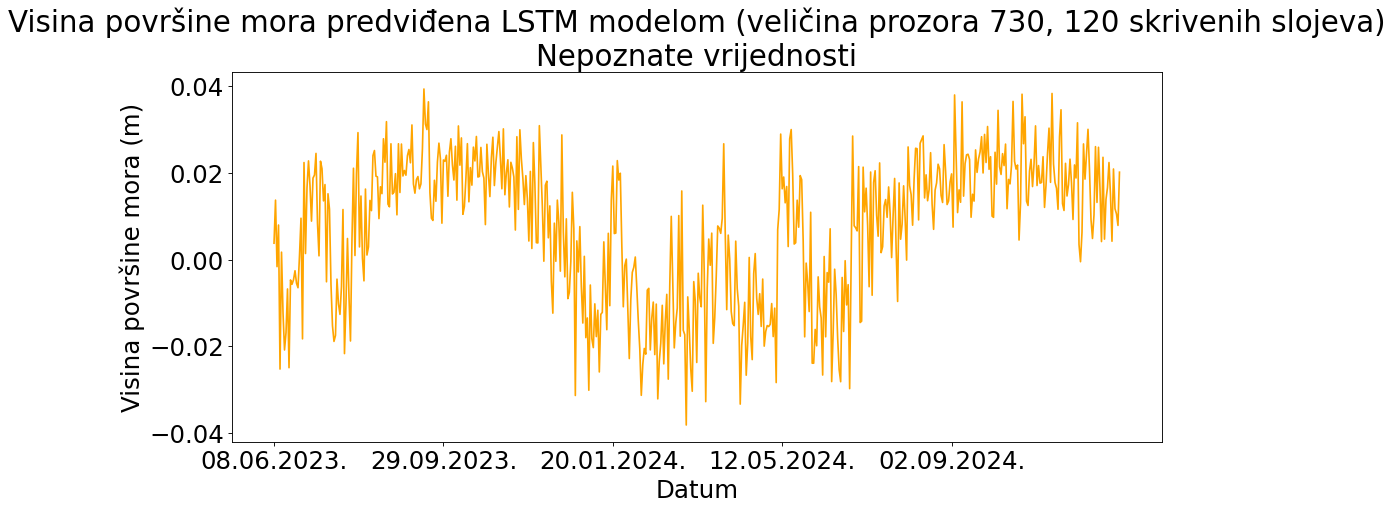 Visina površine mora predviđena LSTM modelom (veličina prozora 730, 120 skrivenih slojeva)
Nepoznate vrijednosti
Visina površine mora (m)
0.04
0.02
0.00
−0.02
−0.04
08.06.2023. 29.09.2023. 20.01.2024. 12.05.2024. 02.09.2024.
Datum